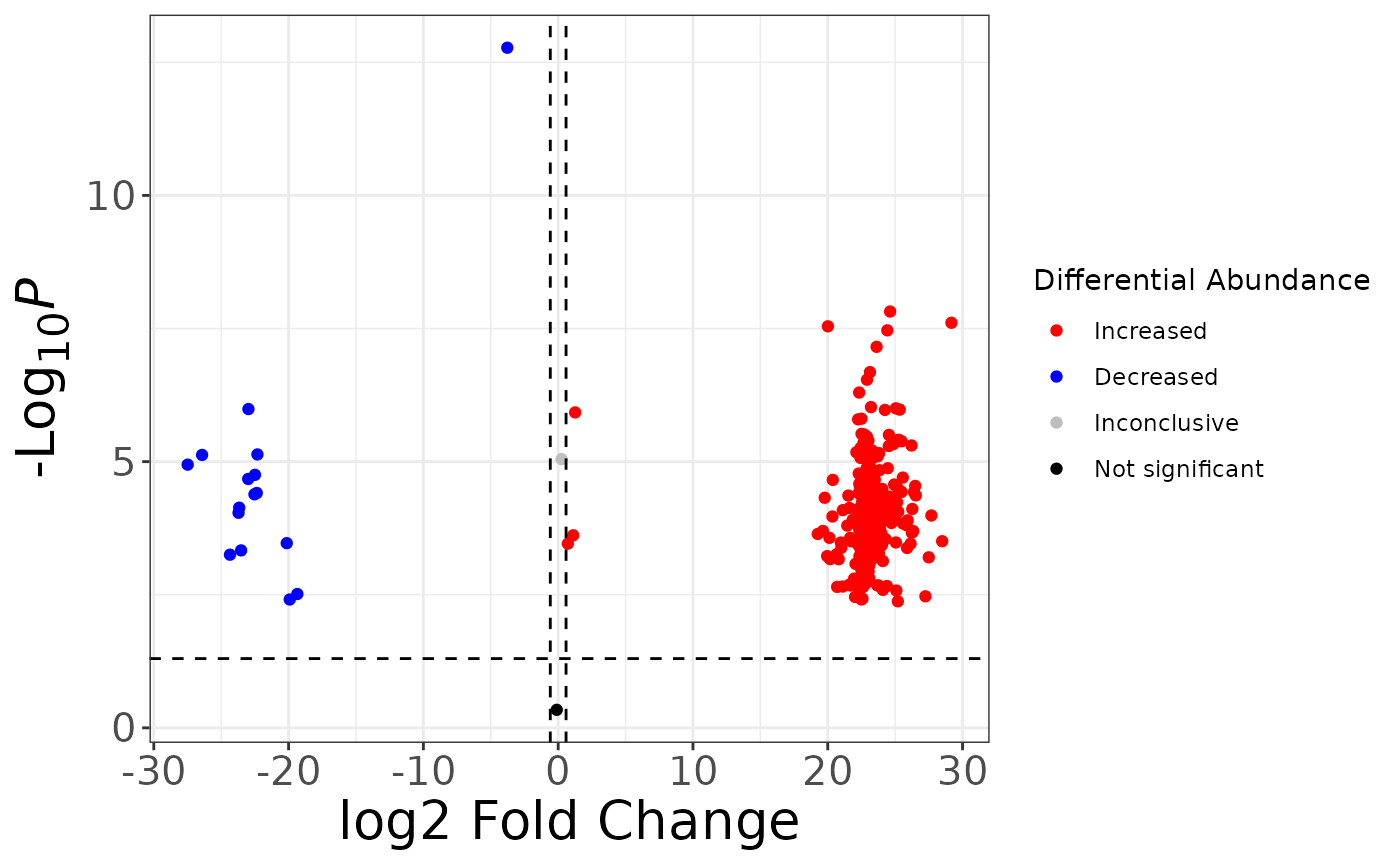 10
5
0
-30 -20 -10 0 10 20 30
log2 Fold Change
-Log10P
Differential Abundance
Increased
Decreased
Inconclusive
Not significant